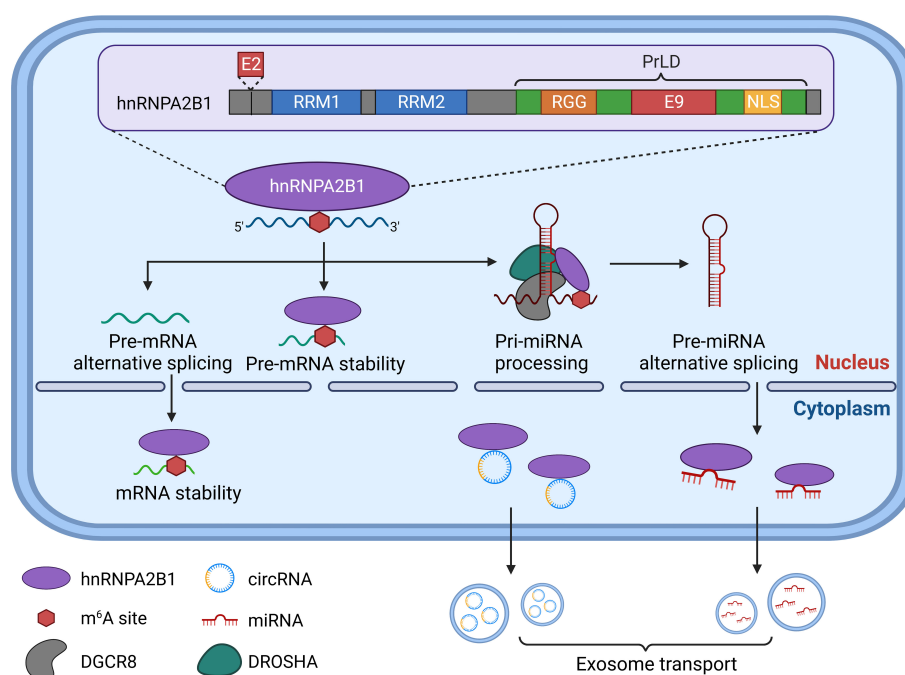 E2
PrLD
hnRNPA2B1
RRM1
RRM2
RGG
E9
NLS
hnRNPA2B1
5'
3'
Pre-mRNA
alternative splicing
Pre-mRNA stability
Pri-miRNA
processing
Pre-miRNA
alternative splicing
Nucleus
Cytoplasm
mRNA stability
hnRNPA2B1
circRNA
m⁶A site
miRNA
DGCR8
DROSHA
Exosome transport